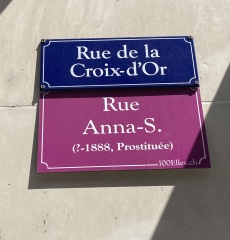 Rue de la
Croix-d'Or
Rue
Anna-S.
(?-1888, Prostituée)
100Elles.ch